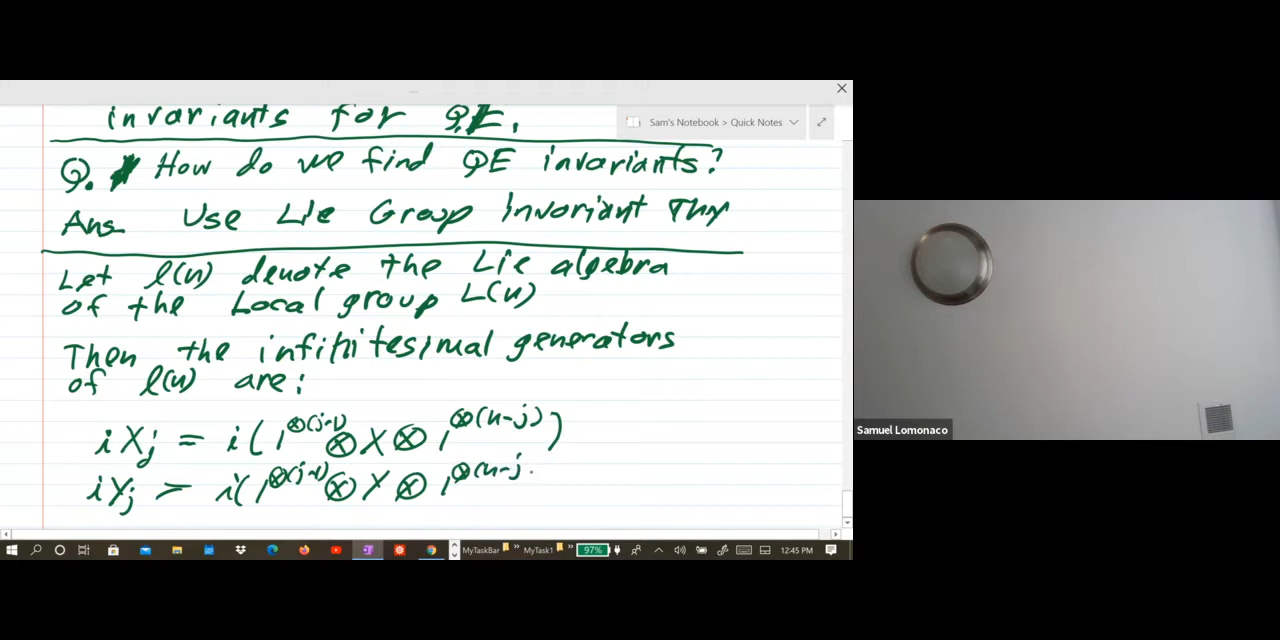 invariants for QE.
Sam's Notebook > Quick Notes
Q. How do we find QE invariants?
Ans Use Lie Group Invariant Thy
Let ℓ(n) denote the Lie algebra
of the Local group L(n)
Then the infinitesimal generators
of ℓ(n) are:
iXⱼ = i(1^⊗(j-1) ⊗ X ⊗ 1^⊗(n-j))
iYⱼ = i(1^⊗(j-1) ⊗ Y ⊗ 1^⊗(n-j
Samuel Lomonaco
MyTaskBar » MyTask1 » 97% 12:45 PM